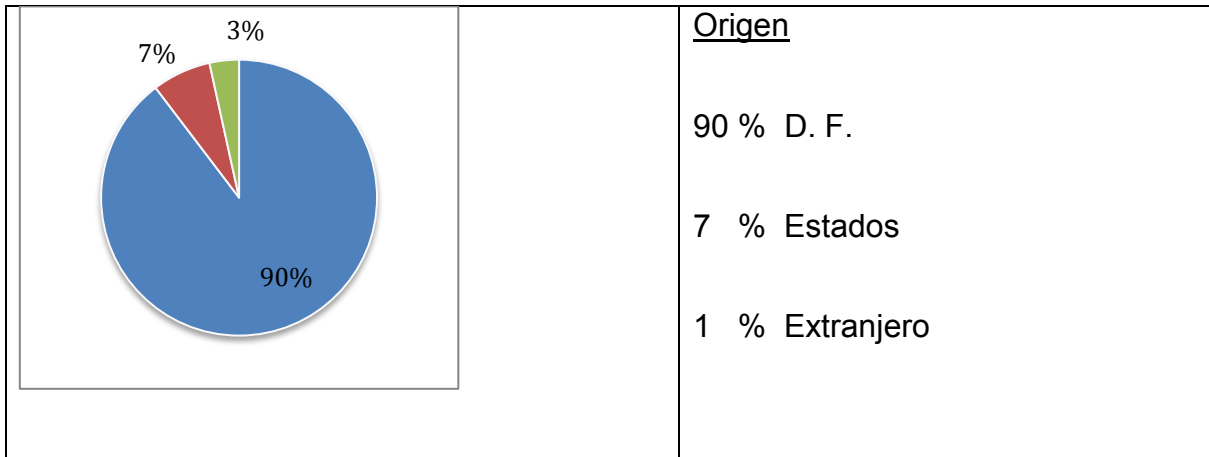 3%
7%
90%
Origen
90 % D. F.
7 % Estados
1 % Extranjero